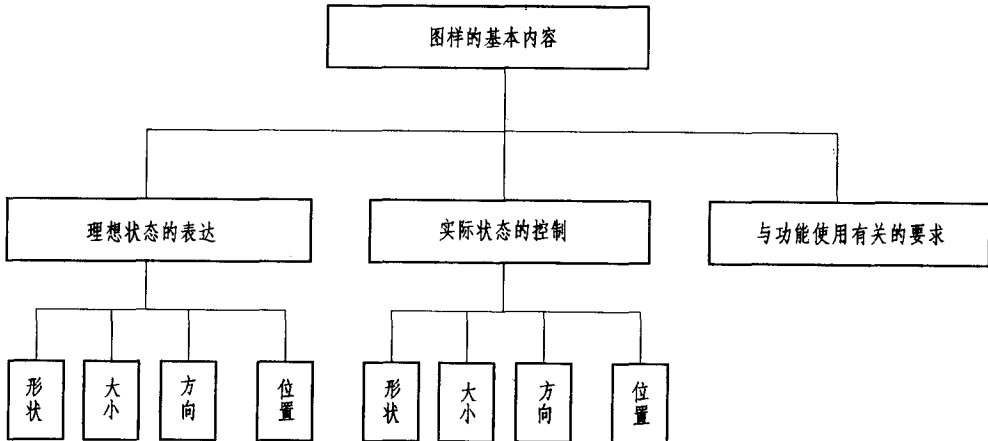 图样的基本内容
理想状态的表达
实际状态的控制
与功能使用有关的要求
形状
大小
方向
位置
形状
大小
方向
位置